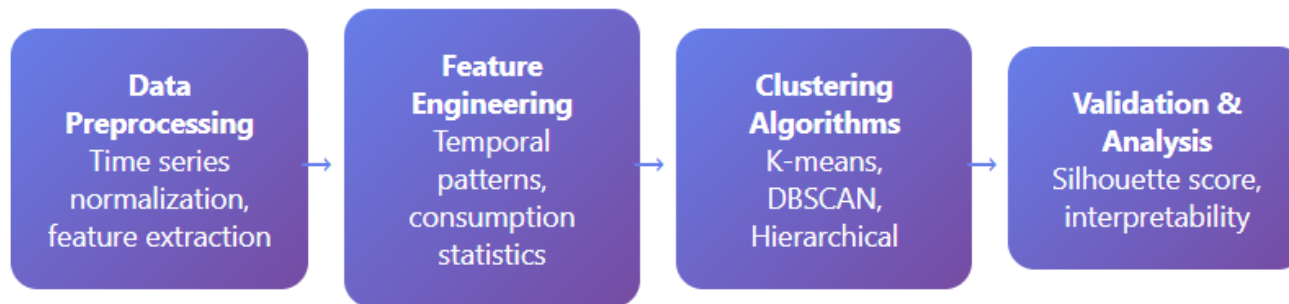 Data
Preprocessing
Time series
normalization,
feature extraction
→
Feature
Engineering
Temporal
patterns,
consumption
statistics
→
Clustering
Algorithms
K-means,
DBSCAN,
Hierarchical
→
Validation &
Analysis
Silhouette score,
interpretability